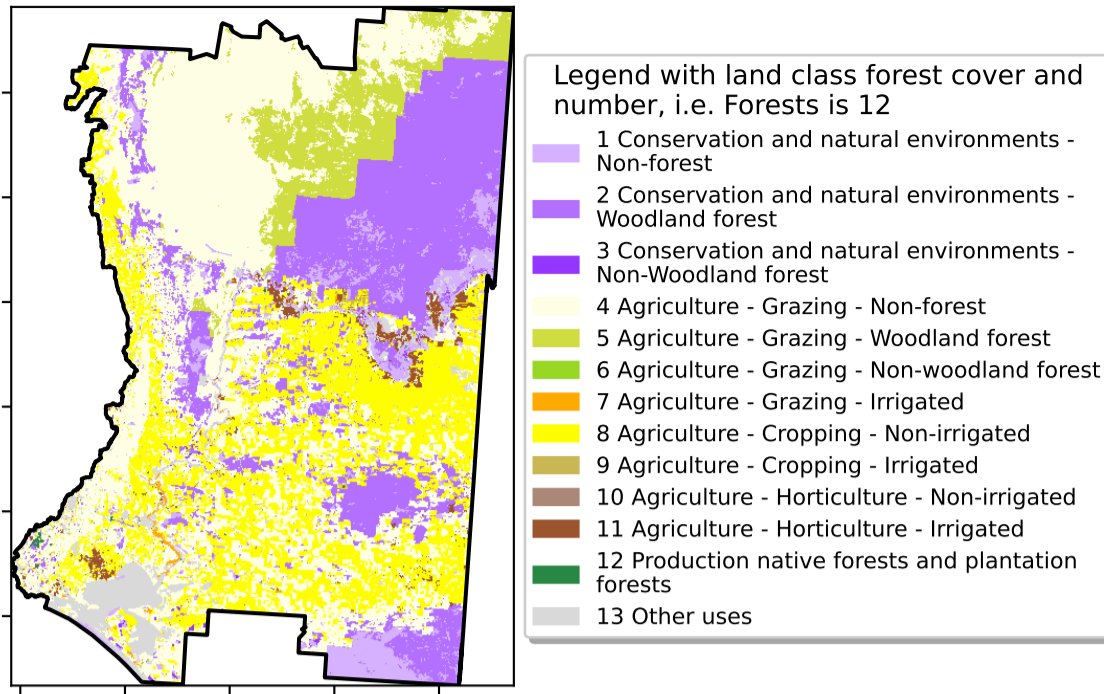 Legend with land class forest cover and
number, i.e. Forests is 12
1 Conservation and natural environments -
Non-forest
2 Conservation and natural environments -
Woodland forest
3 Conservation and natural environments -
Non-Woodland forest
4 Agriculture - Grazing - Non-forest
5 Agriculture - Grazing - Woodland forest
6 Agriculture - Grazing - Non-woodland forest
7 Agriculture - Grazing - Irrigated
8 Agriculture - Cropping - Non-irrigated
9 Agriculture - Cropping - Irrigated
10 Agriculture - Horticulture - Non-irrigated
11 Agriculture - Horticulture - Irrigated
12 Production native forests and plantation
forests
13 Other uses